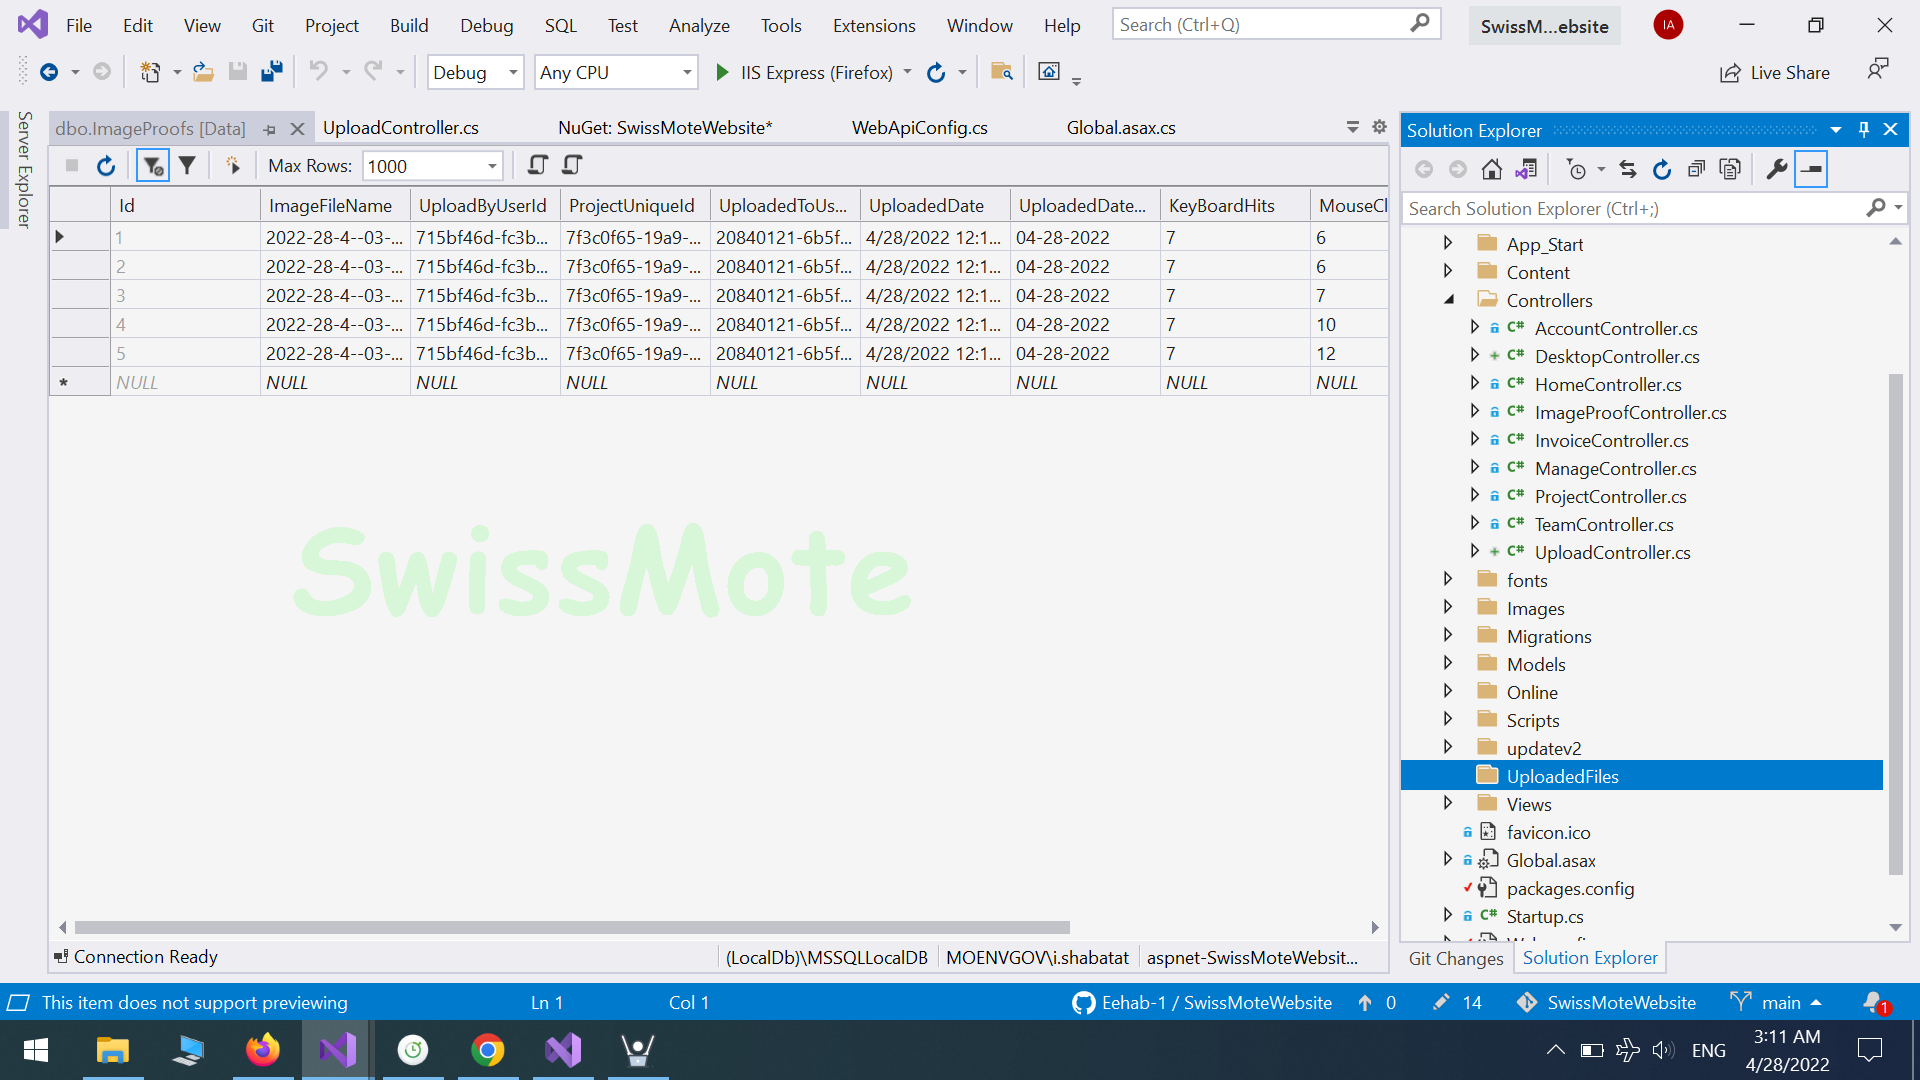 File Edit View Git Project Build Debug SQL Test Analyze Tools Extensions Window Help Search (Ctrl+Q) SwissM...ebsite IA
Debug Any CPU IIS Express (Firefox) Live Share
Server Explorer
dbo.ImageProofs [Data] UploadController.cs NuGet: SwissMoteWebsite* WebApiConfig.cs Global.asax.cs
Max Rows: 1000
Id ImageFileName UploadByUserId ProjectUniqueId UploadedToUs... UploadedDate UploadedDate... KeyBoardHits MouseCl
1 2022-28-4--03-... 715bf46d-fc3b... 7f3c0f65-19a9-... 20840121-6b5f... 4/28/2022 12:1... 04-28-2022 7 6
2 2022-28-4--03-... 715bf46d-fc3b... 7f3c0f65-19a9-... 20840121-6b5f... 4/28/2022 12:1... 04-28-2022 7 6
3 2022-28-4--03-... 715bf46d-fc3b... 7f3c0f65-19a9-... 20840121-6b5f... 4/28/2022 12:1... 04-28-2022 7 7
4 2022-28-4--03-... 715bf46d-fc3b... 7f3c0f65-19a9-... 20840121-6b5f... 4/28/2022 12:1... 04-28-2022 7 10
5 2022-28-4--03-... 715bf46d-fc3b... 7f3c0f65-19a9-... 20840121-6b5f... 4/28/2022 12:1... 04-28-2022 7 12
* NULL NULL NULL NULL NULL NULL NULL NULL NULL
SwissMote
Connection Ready (LocalDb)\MSSQLLocalDB MOENVGOV\i.shabatat aspnet-SwissMoteWebsit...
Solution Explorer
Search Solution Explorer (Ctrl+;)
App_Start
Content
Controllers
C# AccountController.cs
C# DesktopController.cs
C# HomeController.cs
C# ImageProofController.cs
C# InvoiceController.cs
C# ManageController.cs
C# ProjectController.cs
C# TeamController.cs
C# UploadController.cs
fonts
Images
Migrations
Models
Online
Scripts
updatev2
UploadedFiles
Views
favicon.ico
Global.asax
packages.config
C# Startup.cs
Git Changes Solution Explorer
This item does not support previewing Ln 1 Col 1 Eehab-1 / SwissMoteWebsite 0 14 SwissMoteWebsite main 1
ENG
3:11 AM
4/28/2022